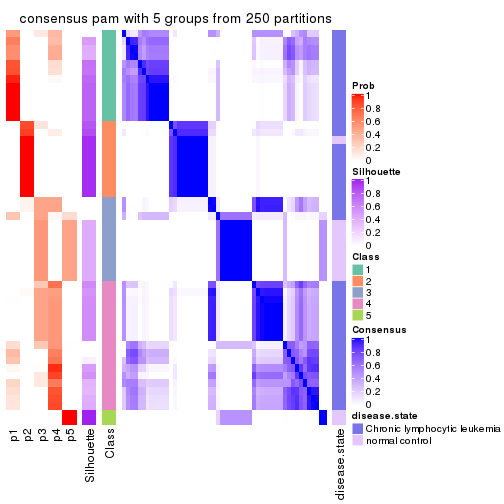 consensus pam with 5 groups from 250 partitions
Prob
1
0.8
0.6
0.4
0.2
0
Silhouette
1
0.8
0.6
0.4
0.2
0
Class
1
2
3
4
5
Consensus
1
0.8
0.6
0.4
0.2
0
disease.state
Chronic lymphocytic leukemia
normal control
p1
p2
p3
p4
p5
Silhouette
Class
disease.state